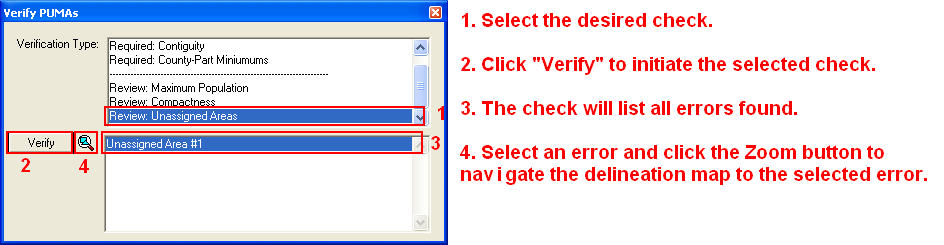 Verify PUMAs
Verification Type:
Required: Contiguity
Required: County-Part Miniumums
Review: Maximum Population
Review: Compactness
Review: Unassigned Areas
1
Verify
Unassigned Area #1
3
2
4
1. Select the desired check.
2. Click "Verify" to initiate the selected check.
3. The check will list all errors found.
4. Select an error and click the Zoom button to
navigate the delineation map to the selected error.